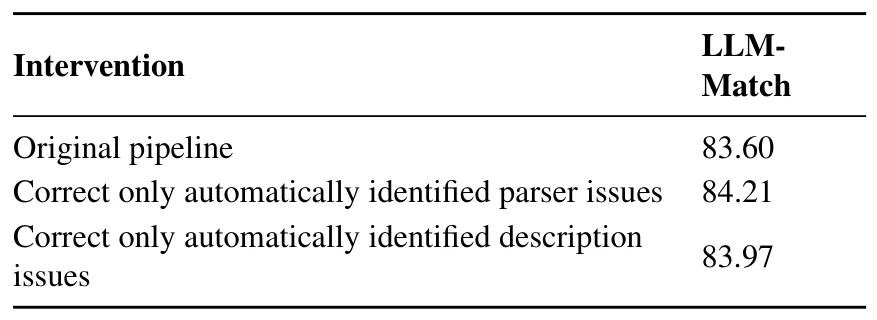 Intervention LLM-
Match
Original pipeline 83.60
Correct only automatically identified parser issues 84.21
Correct only automatically identified description
issues 83.97